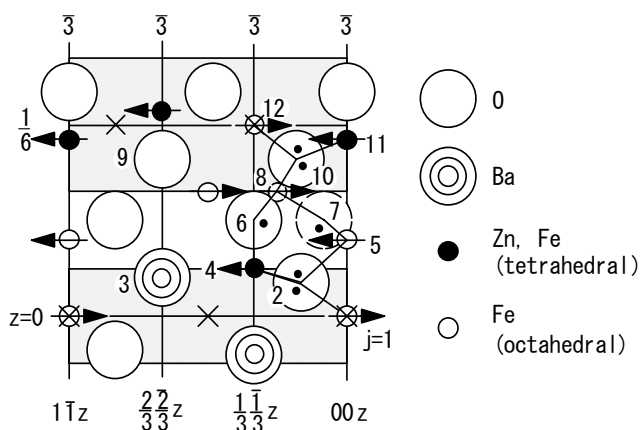 3̅ 3̅ 3̅ 3̅
12
1/6
11
9
10
8
7
6
5
4
3
2
z=0
j=1
11̅z 2/3 2̅/3 z 1/3 1̅/3 z 00z
O
Ba
Zn, Fe
(tetrahedral)
Fe
(octahedral)